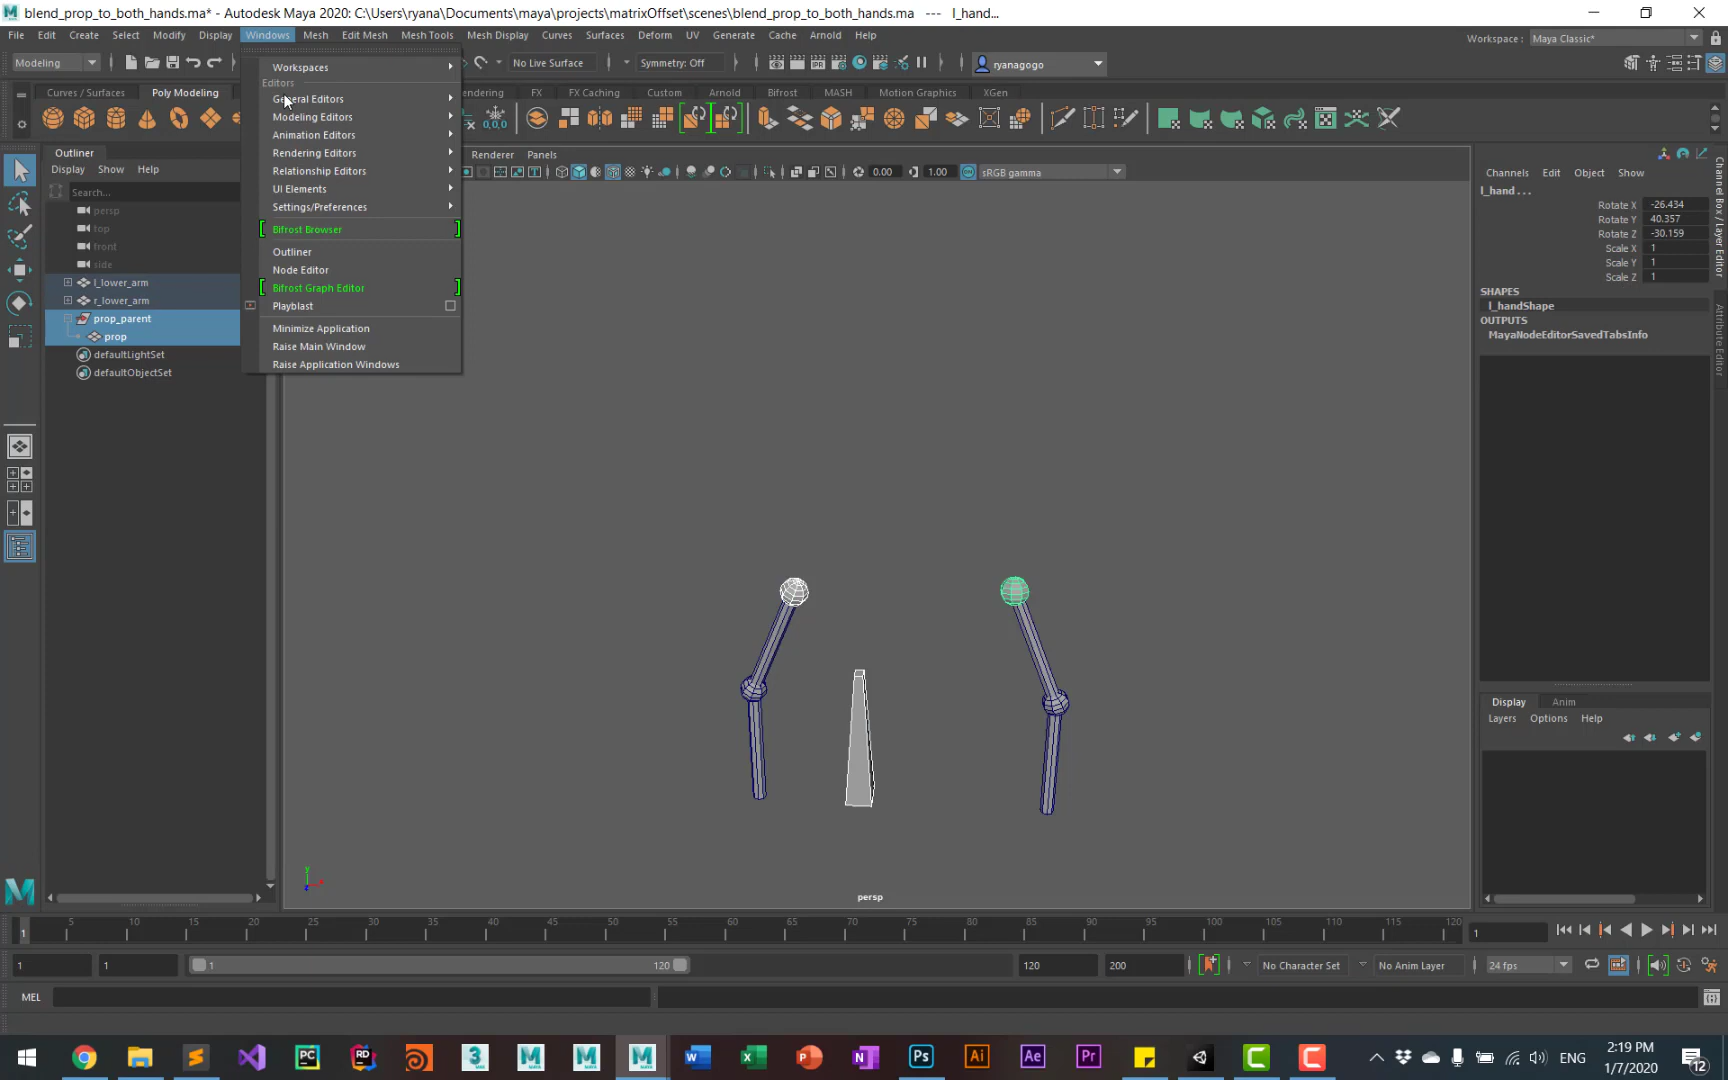 blend_prop_to_both_hands.ma* - Autodesk Maya 2020: C:\Users\ryana\Documents\maya\projects\matrixOffset\scenes\blend_prop_to_both_hands.ma --- l_hand...
File Edit Create Select Modify Display Windows Mesh Edit Mesh Mesh Tools Mesh Display Curves Surfaces Deform UV Generate Cache Arnold Help
Workspace : Maya Classic*
Modeling
No Live Surface
Symmetry: Off
ryanagogo
Curves / Surfaces Poly Modeling
endering FX FX Caching Custom Arnold Bifrost MASH Motion Graphics XGen
Workspaces
Editors
General Editors
Modeling Editors
Animation Editors
Rendering Editors
Relationship Editors
UI Elements
Settings/Preferences
Bifrost Browser
Outliner
Node Editor
Bifrost Graph Editor
Playblast
Minimize Application
Raise Main Window
Raise Application Windows
Outliner
Display Show Help
Search...
persp
top
front
side
l_lower_arm
r_lower_arm
prop_parent
prop
defaultLightSet
defaultObjectSet
Renderer Panels
0.00 1.00 sRGB gamma
persp
Channels Edit Object Show
l_hand . . .
Rotate X -26.434
Rotate Y 40.357
Rotate Z -30.159
Scale X 1
Scale Y 1
Scale Z 1
SHAPES
l_handShape
OUTPUTS
MayaNodeEditorSavedTabsInfo
Channel Box / Layer Editor
Attribute Editor
Display Anim
Layers Options Help
1 5 10 15 20 25 30 35 40 45 50 55 60 65 70 75 80 85 90 95 100 105 110 115 120
1
1 1 1 120 120 200 No Character Set No Anim Layer 24 fps
MEL
ENG
2:19 PM
1/7/2020
12